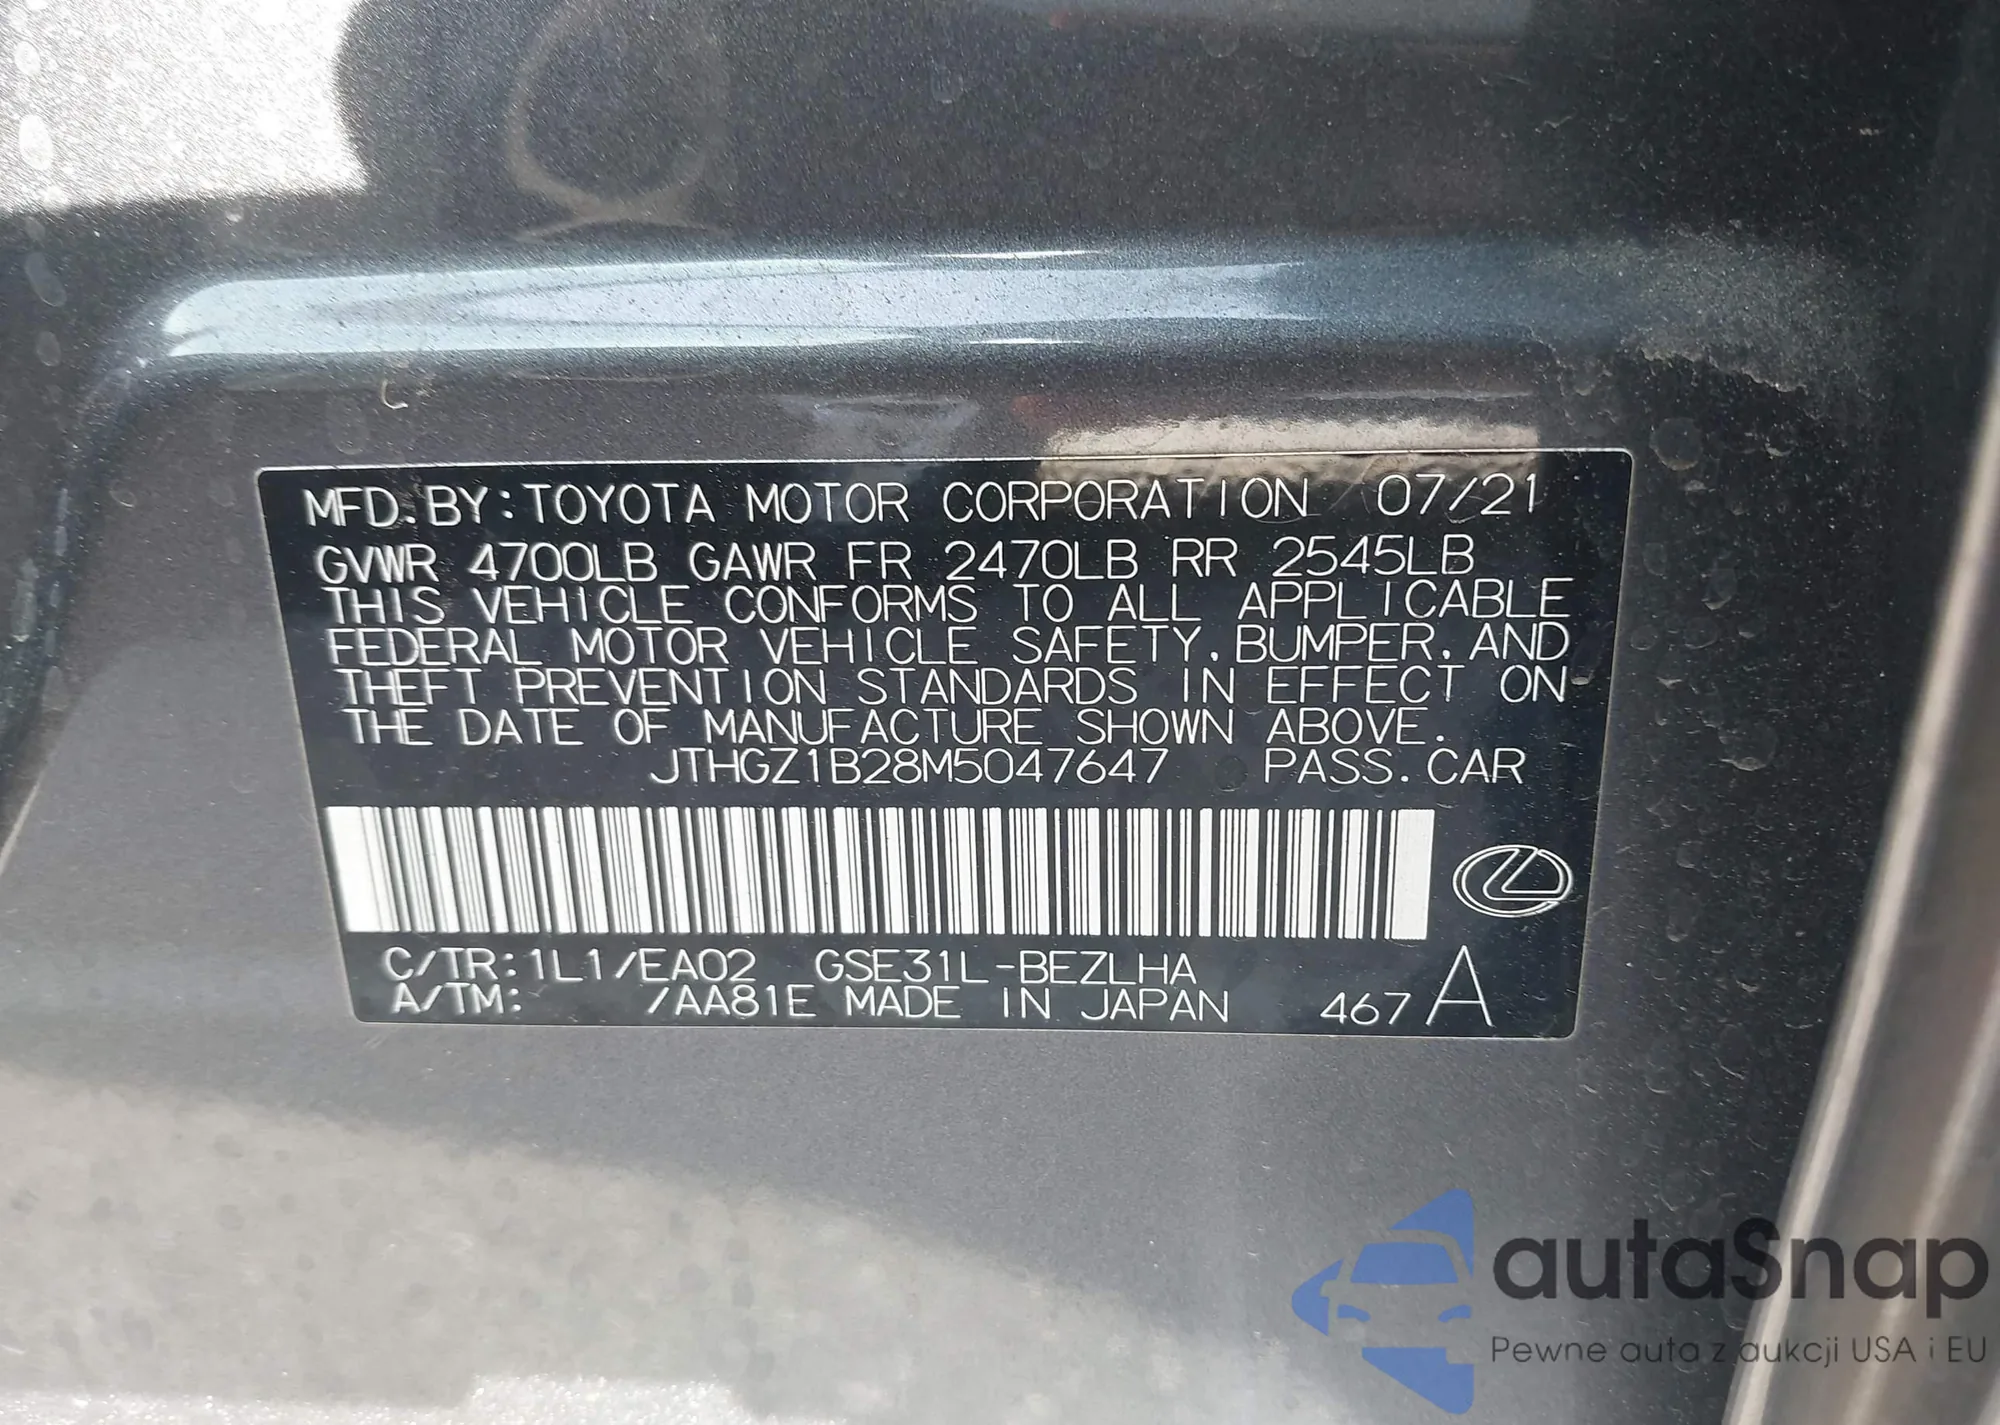 MFD. BY: TOYOTA MOTOR CORPORATION 07/21
GVWR 4700LB GAWR FR 2470LB RR 2545LB
THIS VEHICLE CONFORMS TO ALL APPLICABLE
FEDERAL MOTOR VEHICLE SAFETY, BUMPER, AND
THEFT PREVENTION STANDARDS IN EFFECT ON
THE DATE OF MANUFACTURE SHOWN ABOVE.
JTHGZ1B28M5047647 PASS. CAR
C/TR: 1L1/EA02 GSE31L-BEZLHA
A/TM: /AA81E MADE IN JAPAN 467 A
autaSnap
Pewne auta z aukcji USA i EU